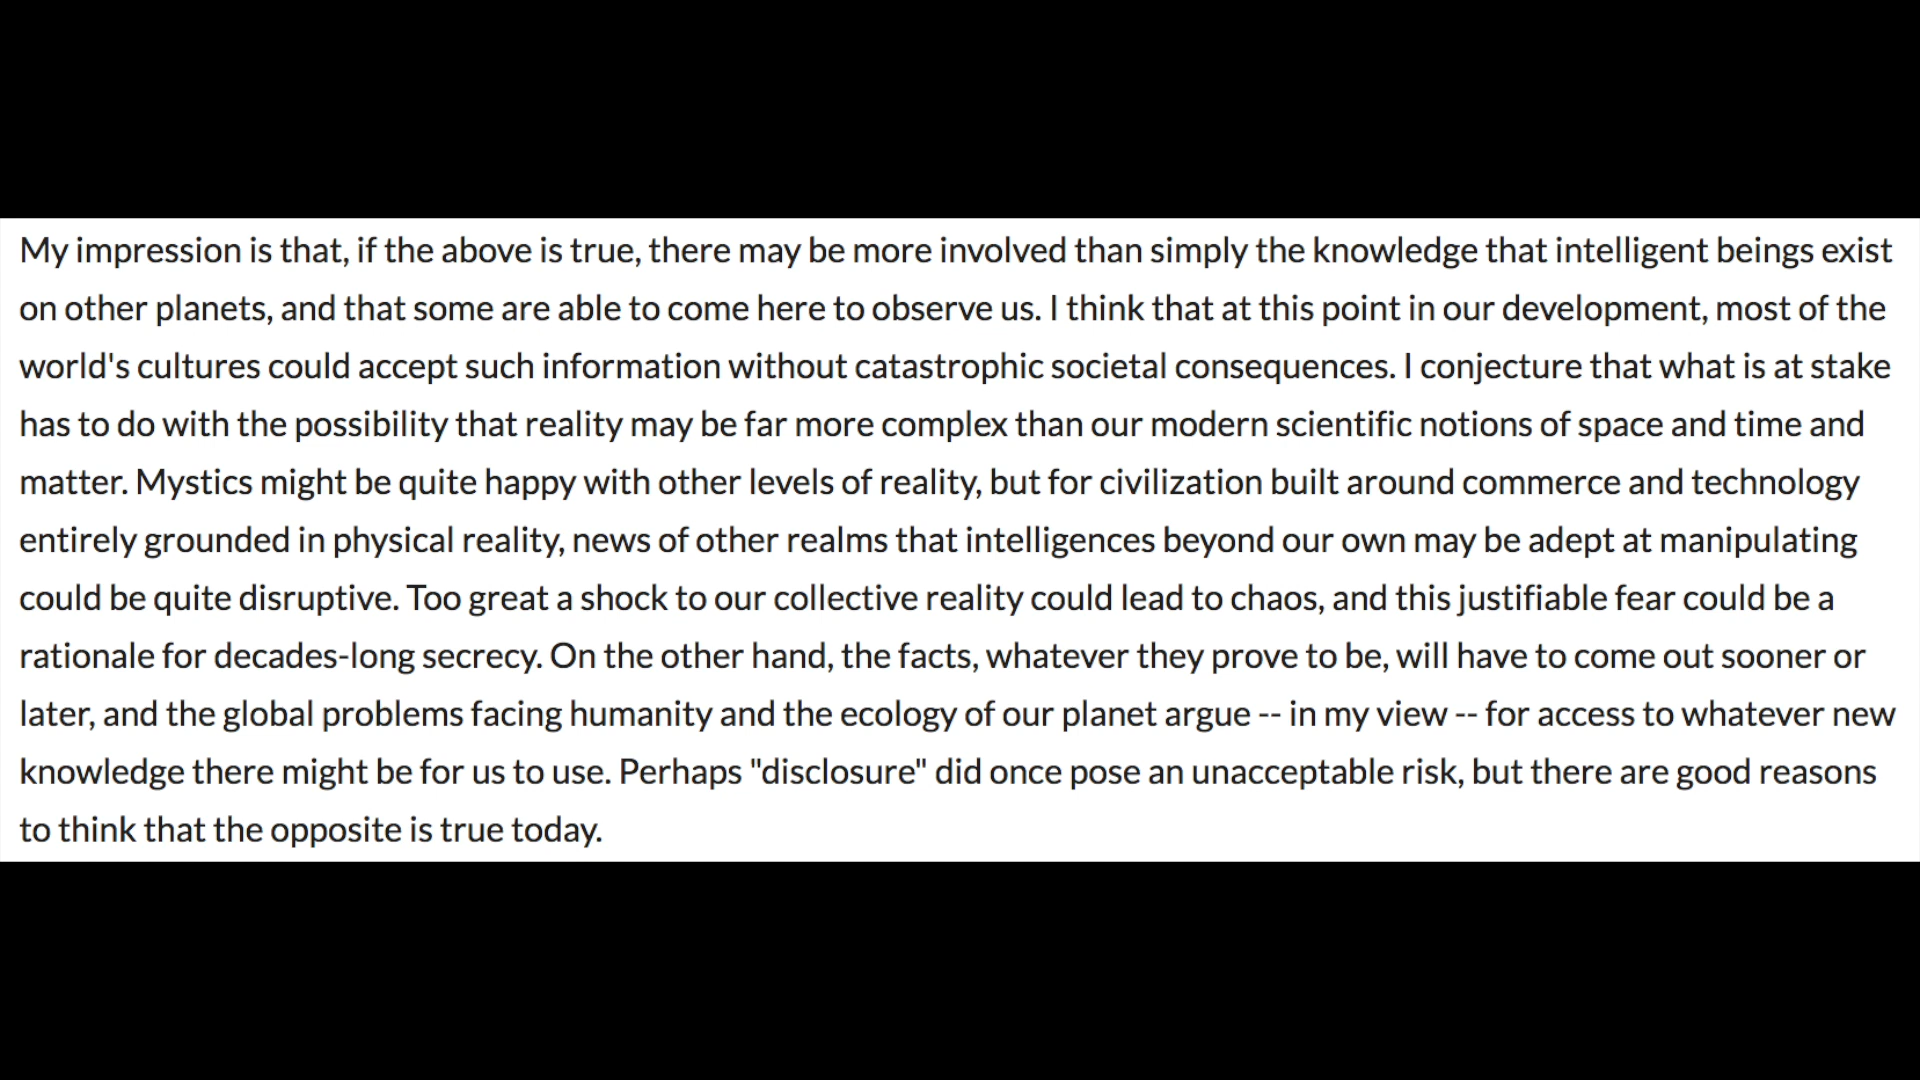 My impression is that, if the above is true, there may be more involved than simply the knowledge that intelligent beings exist
on other planets, and that some are able to come here to observe us. I think that at this point in our development, most of the
world's cultures could accept such information without catastrophic societal consequences. I conjecture that what is at stake
has to do with the possibility that reality may be far more complex than our modern scientific notions of space and time and
matter. Mystics might be quite happy with other levels of reality, but for civilization built around commerce and technology
entirely grounded in physical reality, news of other realms that intelligences beyond our own may be adept at manipulating
could be quite disruptive. Too great a shock to our collective reality could lead to chaos, and this justifiable fear could be a
rationale for decades-long secrecy. On the other hand, the facts, whatever they prove to be, will have to come out sooner or
later, and the global problems facing humanity and the ecology of our planet argue -- in my view -- for access to whatever new
knowledge there might be for us to use. Perhaps "disclosure" did once pose an unacceptable risk, but there are good reasons
to think that the opposite is true today.